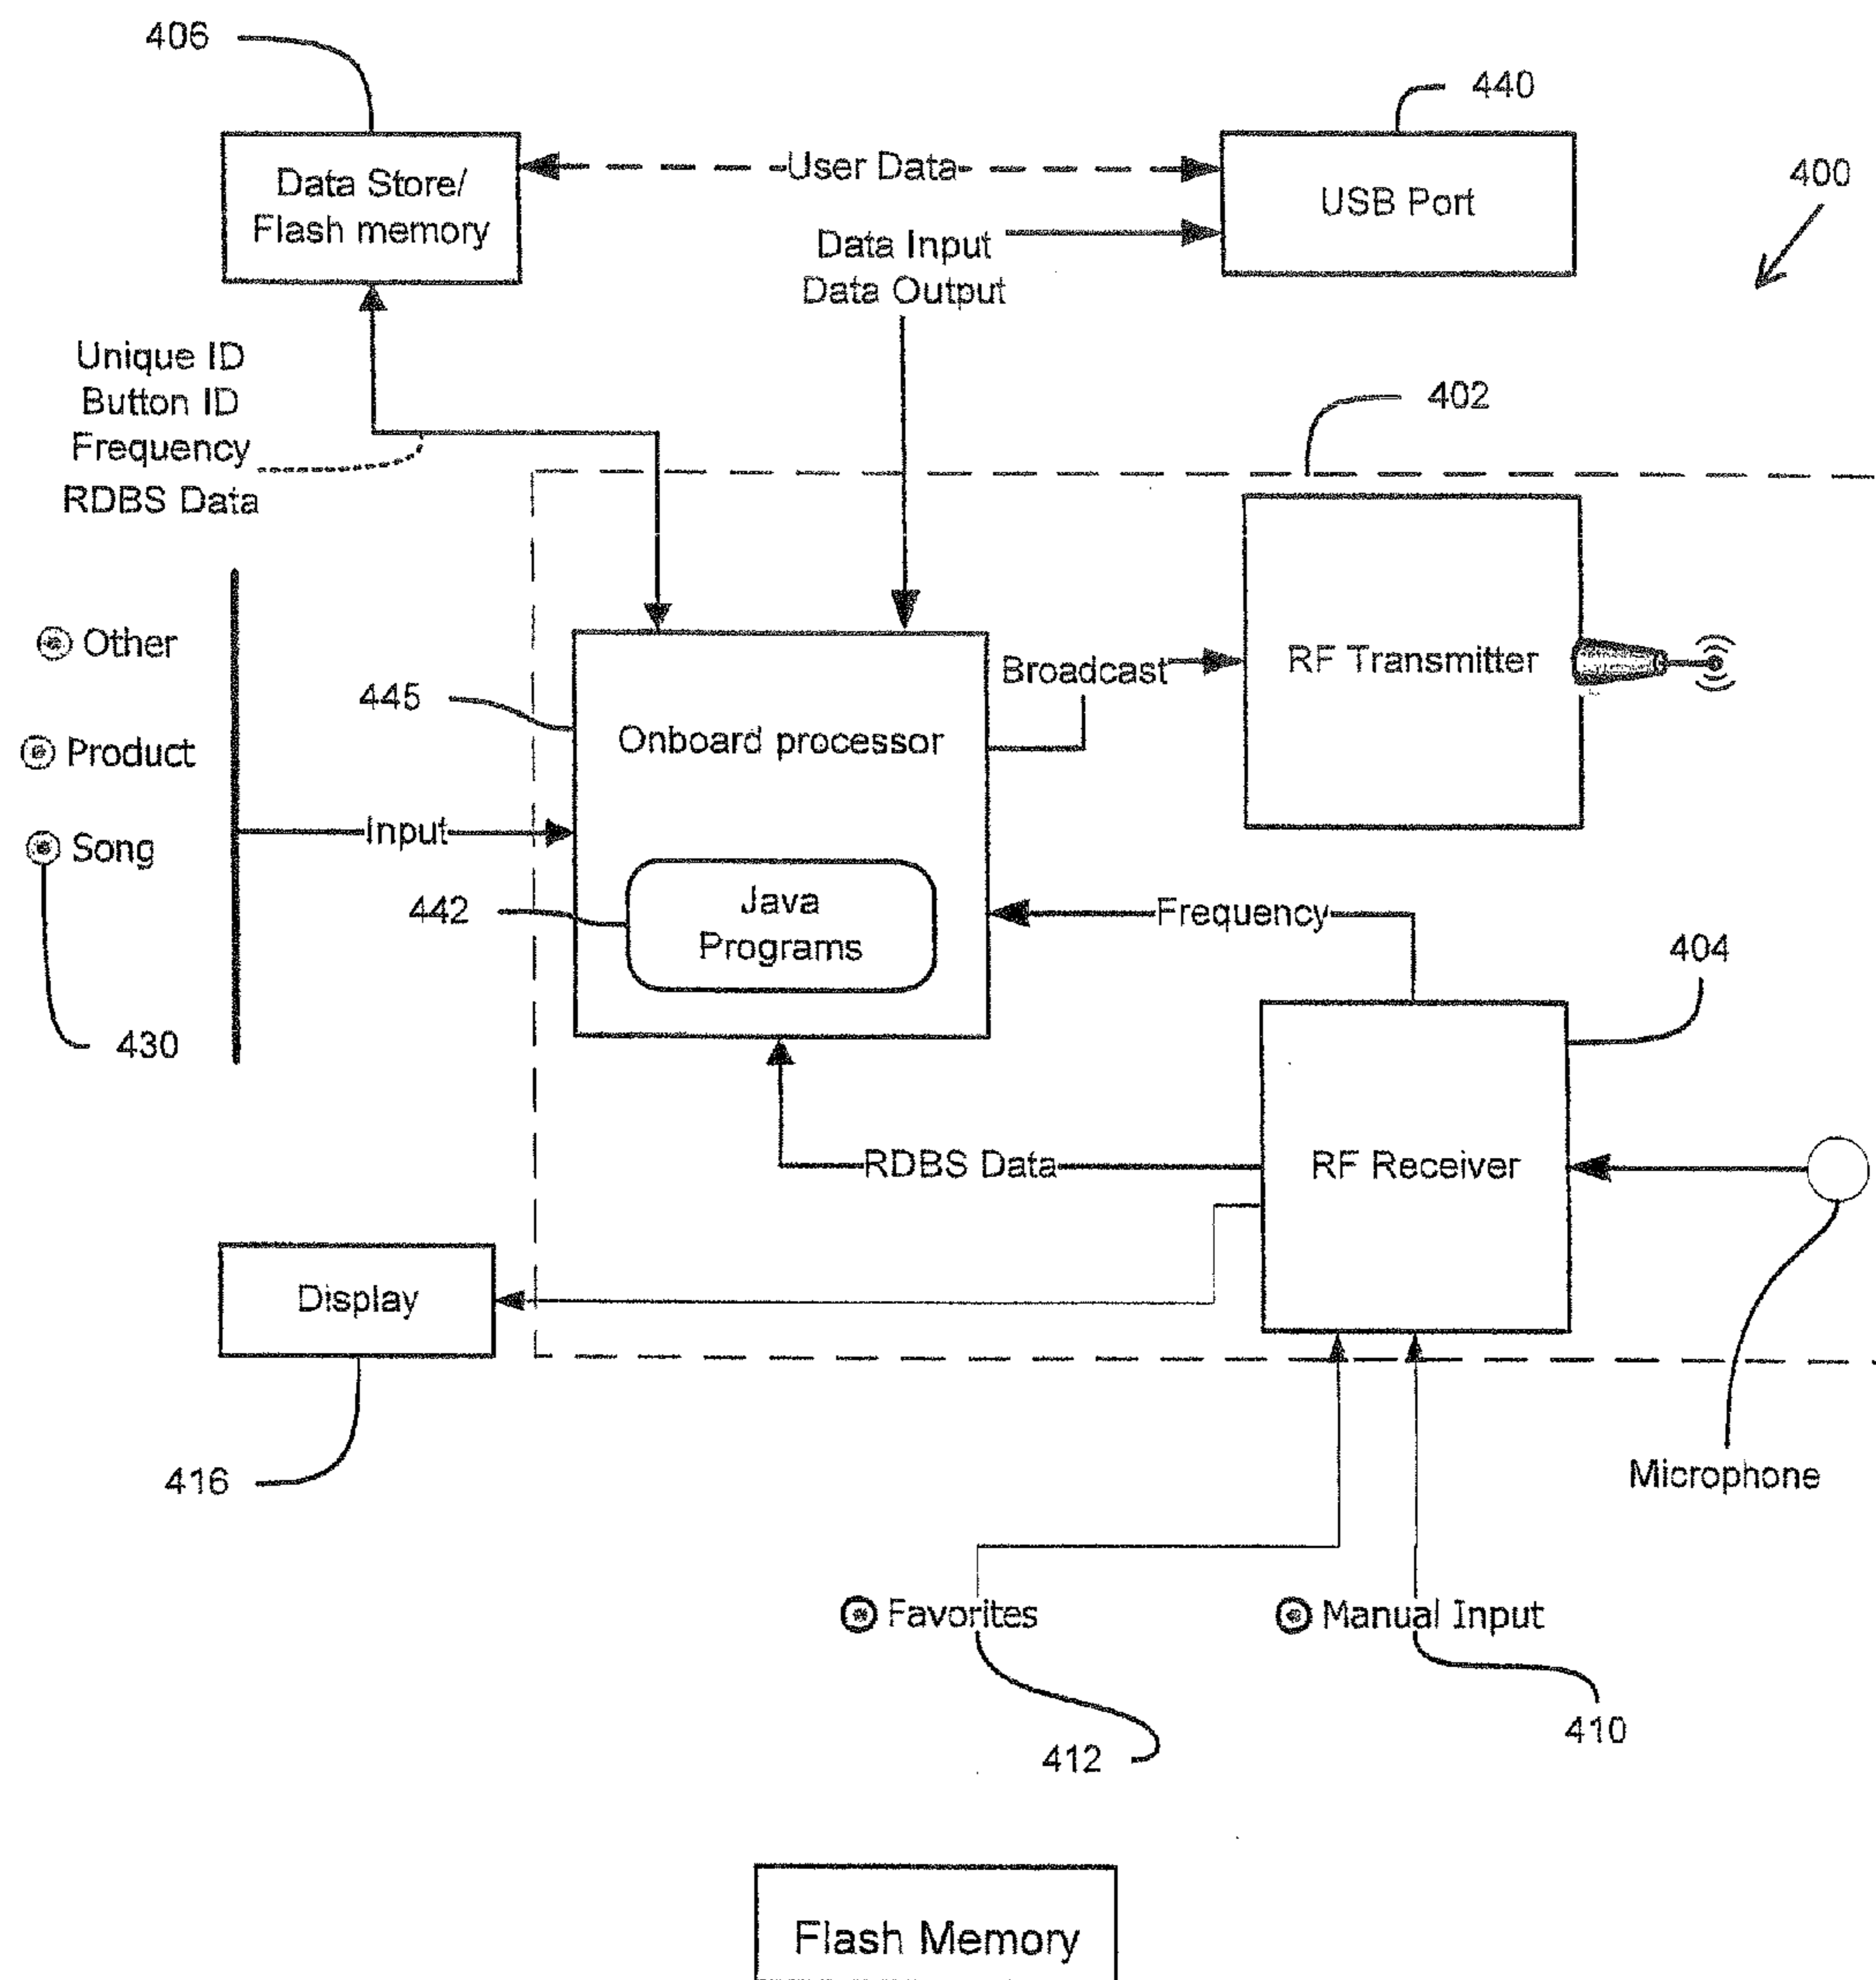 406
440
Data Store/
Flash memory
User Data
USB Port
400
Data Input
Data Output
Unique ID
Button ID
Frequency
RDBS Data
402
Other
Product
Song
430
Input
445
Onboard processor
442
Java
Programs
Broadcast
RF Transmitter
Frequency
404
RDBS Data
RF Receiver
Display
416
Microphone
Favorites
Manual Input
412
410
Flash Memory